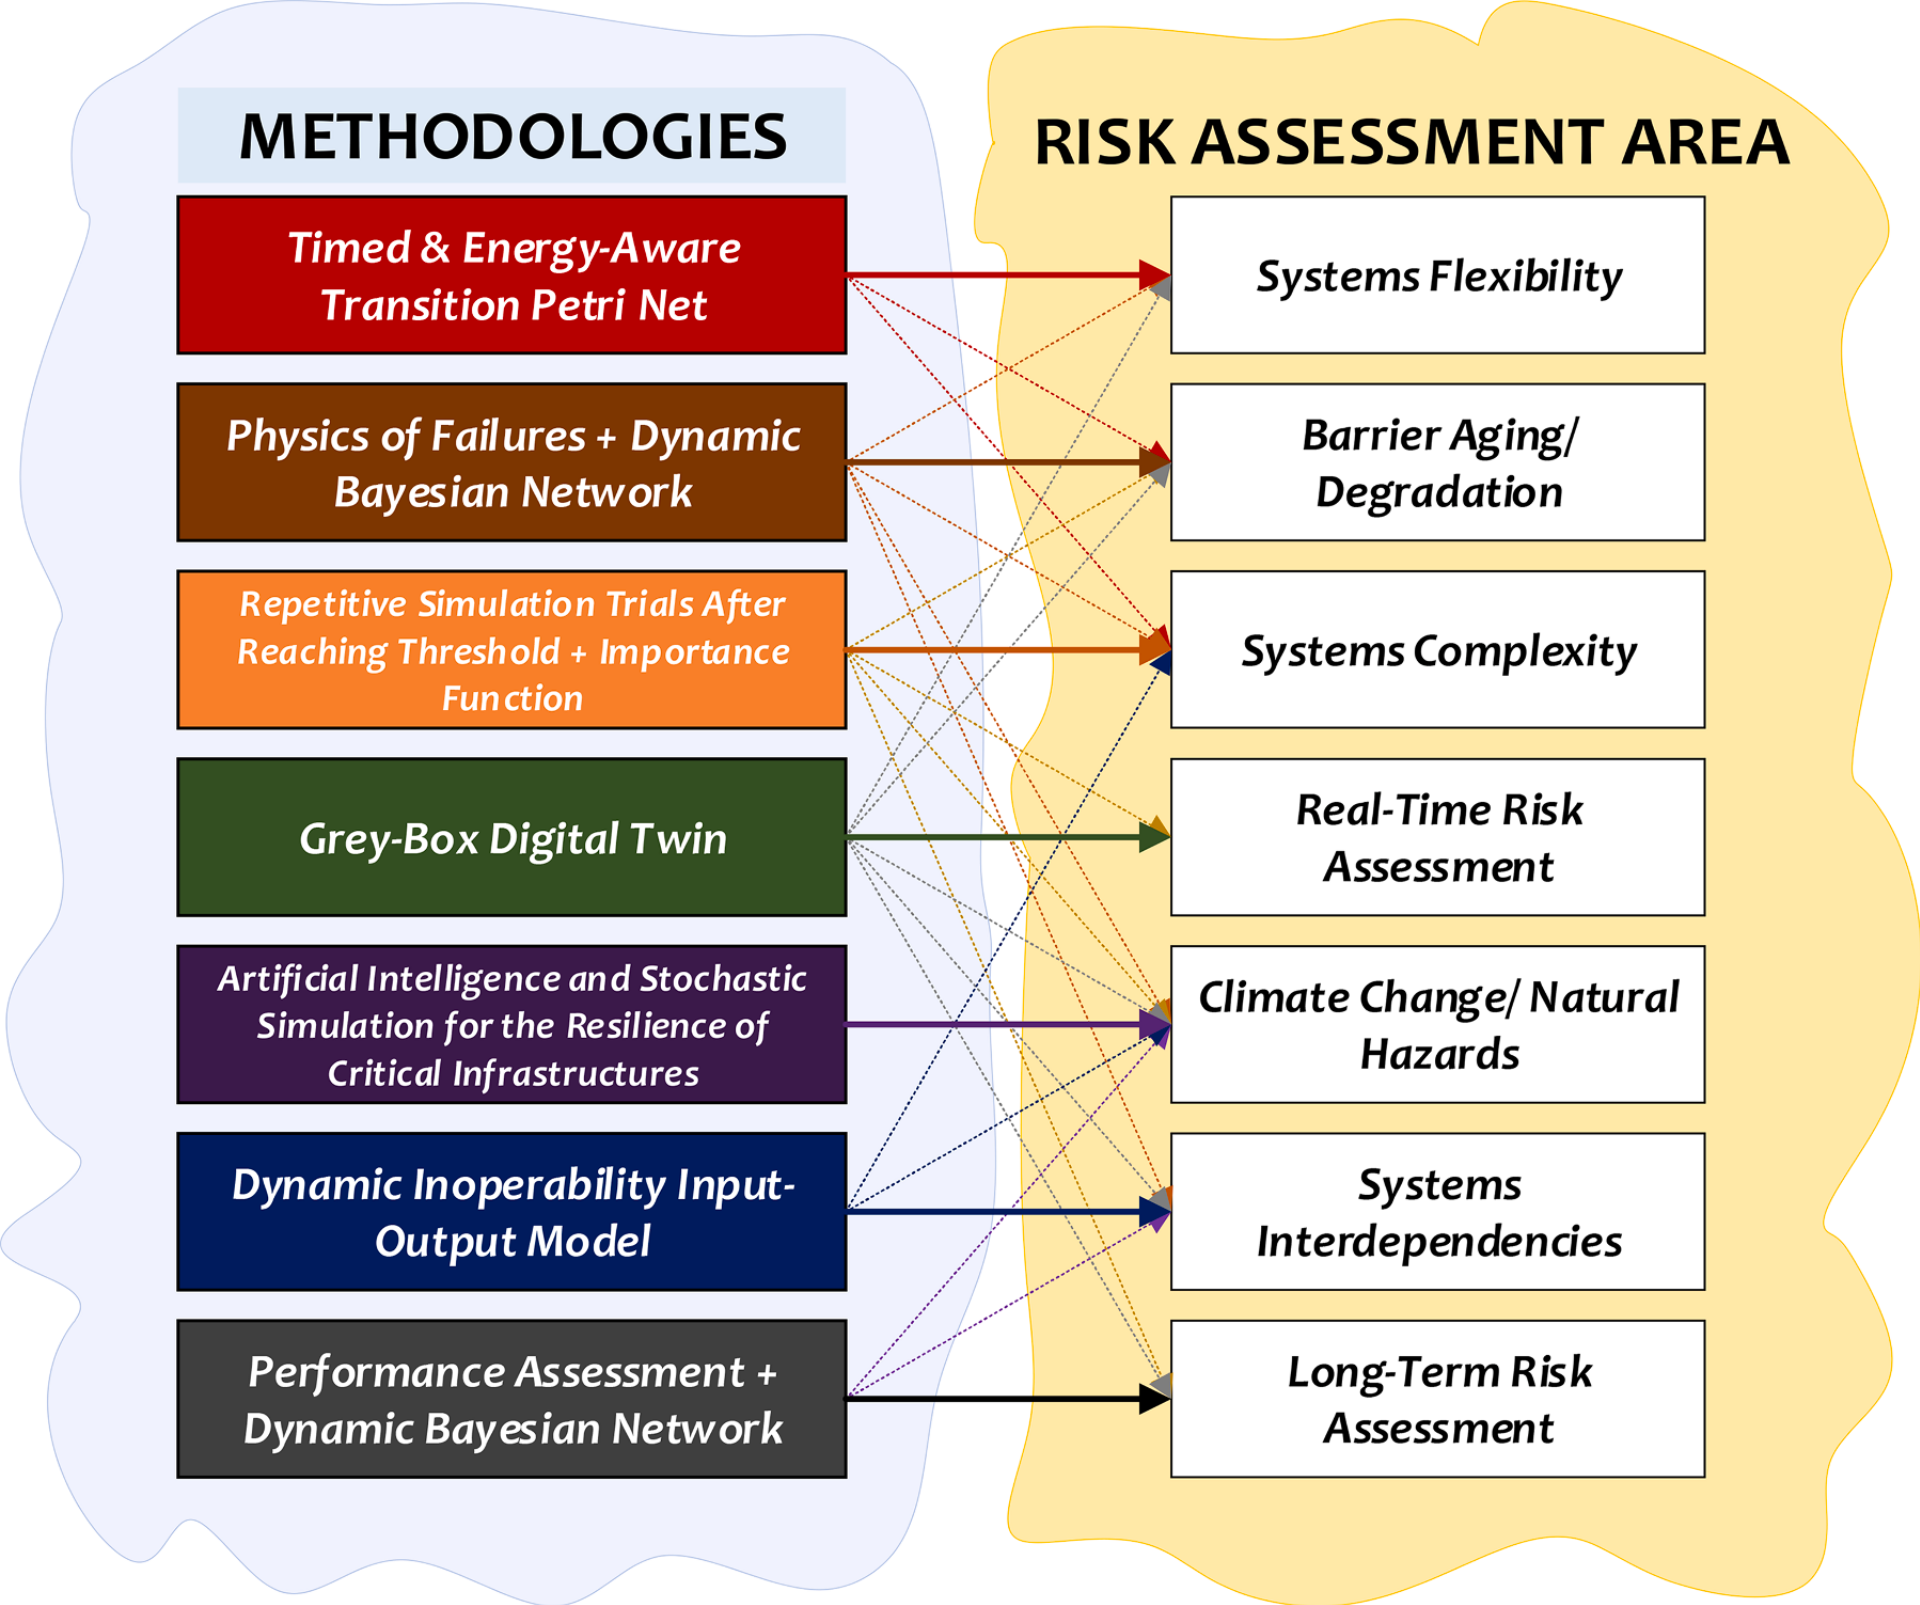 METHODOLOGIES
Timed & Energy-Aware
Transition Petri Net
Physics of Failures + Dynamic
Bayesian Network
Repetitive Simulation Trials After
Reaching Threshold + Importance
Function
Grey-Box Digital Twin
Artificial Intelligence and Stochastic
Simulation for the Resilience of
Critical Infrastructures
Dynamic Inoperability Input-
Output Model
Performance Assessment +
Dynamic Bayesian Network
RISK ASSESSMENT AREA
Systems Flexibility
Barrier Aging/
Degradation
Systems Complexity
Real-Time Risk
Assessment
Climate Change/ Natural
Hazards
Systems
Interdependencies
Long-Term Risk
Assessment